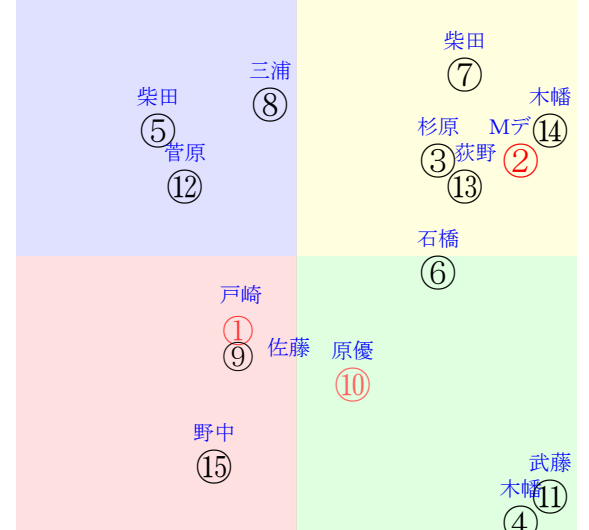 柴田
⑦
三浦
⑧
柴田
⑤
木幡
⑭
杉原
③
Mデ
②
菅原
⑫
荻野
⑬
石橋
⑥
戸崎
①
佐藤
⑨
原優
⑩
野中
⑮
武藤
⑪
木幡
④